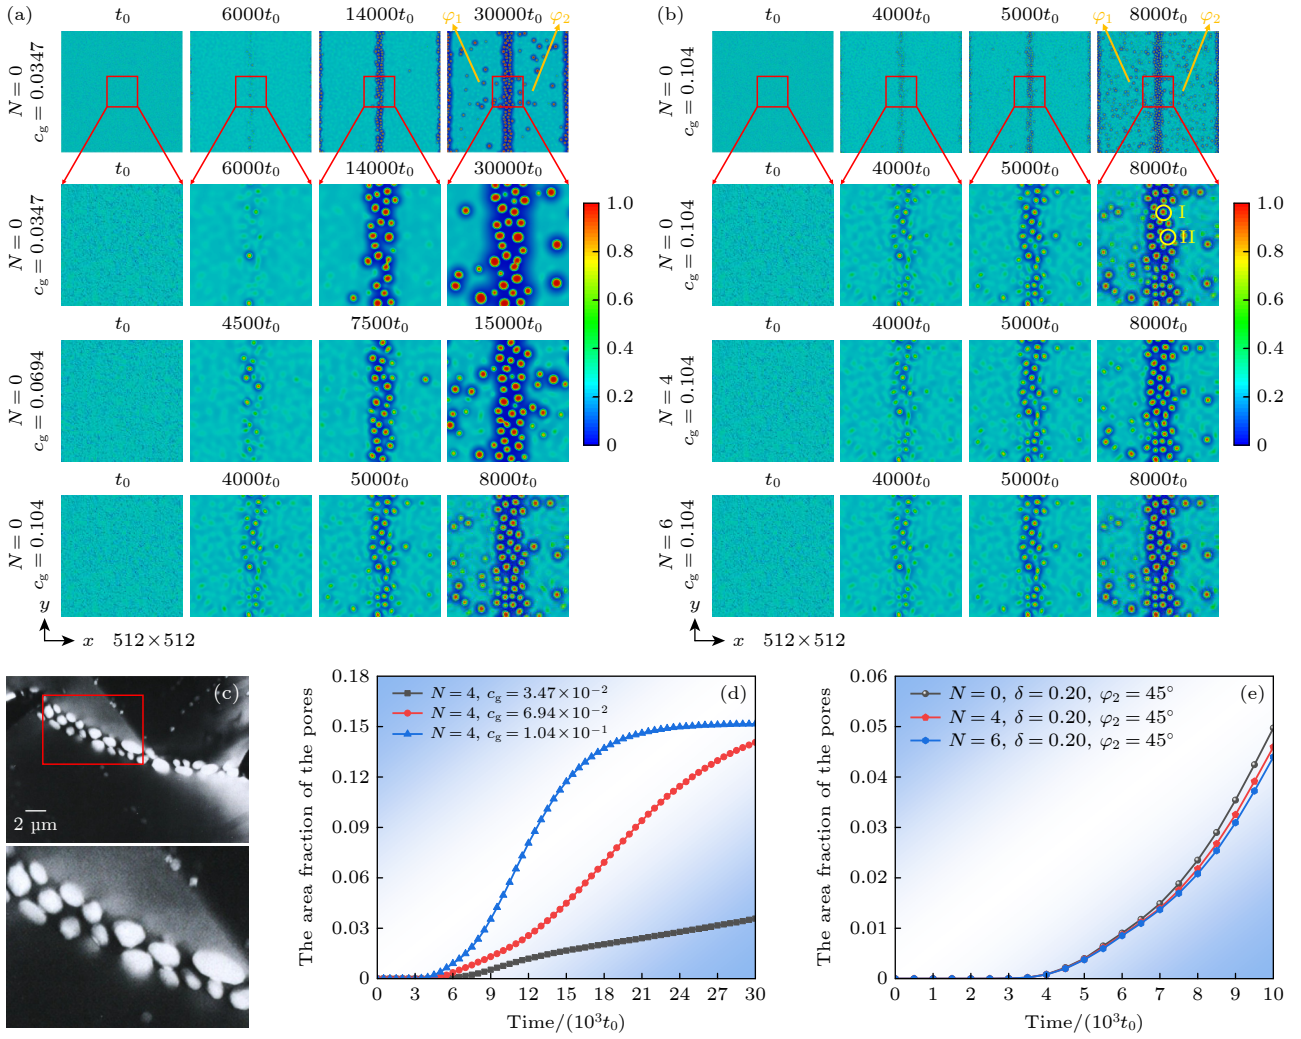 (a)
t0 6000t0 14000t0 30000t0
φ1 φ2
N = 0
cg = 0.0347
t0 6000t0 14000t0 30000t0
N = 0
cg = 0.0347
t0 4500t0 7500t0 15000t0
N = 0
cg = 0.0694
t0 4000t0 5000t0 8000t0
N = 0
cg = 0.104
1.0
0.8
0.6
0.4
0.2
0
y
x 512×512
(b)
t0 4000t0 5000t0 8000t0
φ1 φ2
N = 0
cg = 0.104
t0 4000t0 5000t0 8000t0
I
II
N = 0
cg = 0.104
t0 4000t0 5000t0 8000t0
N = 4
cg = 0.104
t0 4000t0 5000t0 8000t0
N = 6
cg = 0.104
1.0
0.8
0.6
0.4
0.2
0
y
x 512×512
(c)
2 µm
(d)
N = 4, cg = 3.47×10−2
N = 4, cg = 6.94×10−2
N = 4, cg = 1.04×10−1
The area fraction of the pores
0.18
0.15
0.12
0.09
0.06
0.03
0
0 3 6 9 12 15 18 21 24 27 30
Time/(10³t0)
(e)
N = 0, δ = 0.20, φ2 = 45°
N = 4, δ = 0.20, φ2 = 45°
N = 6, δ = 0.20, φ2 = 45°
The area fraction of the pores
0.06
0.05
0.04
0.03
0.02
0.01
0
0 1 2 3 4 5 6 7 8 9 10
Time/(10³t0)